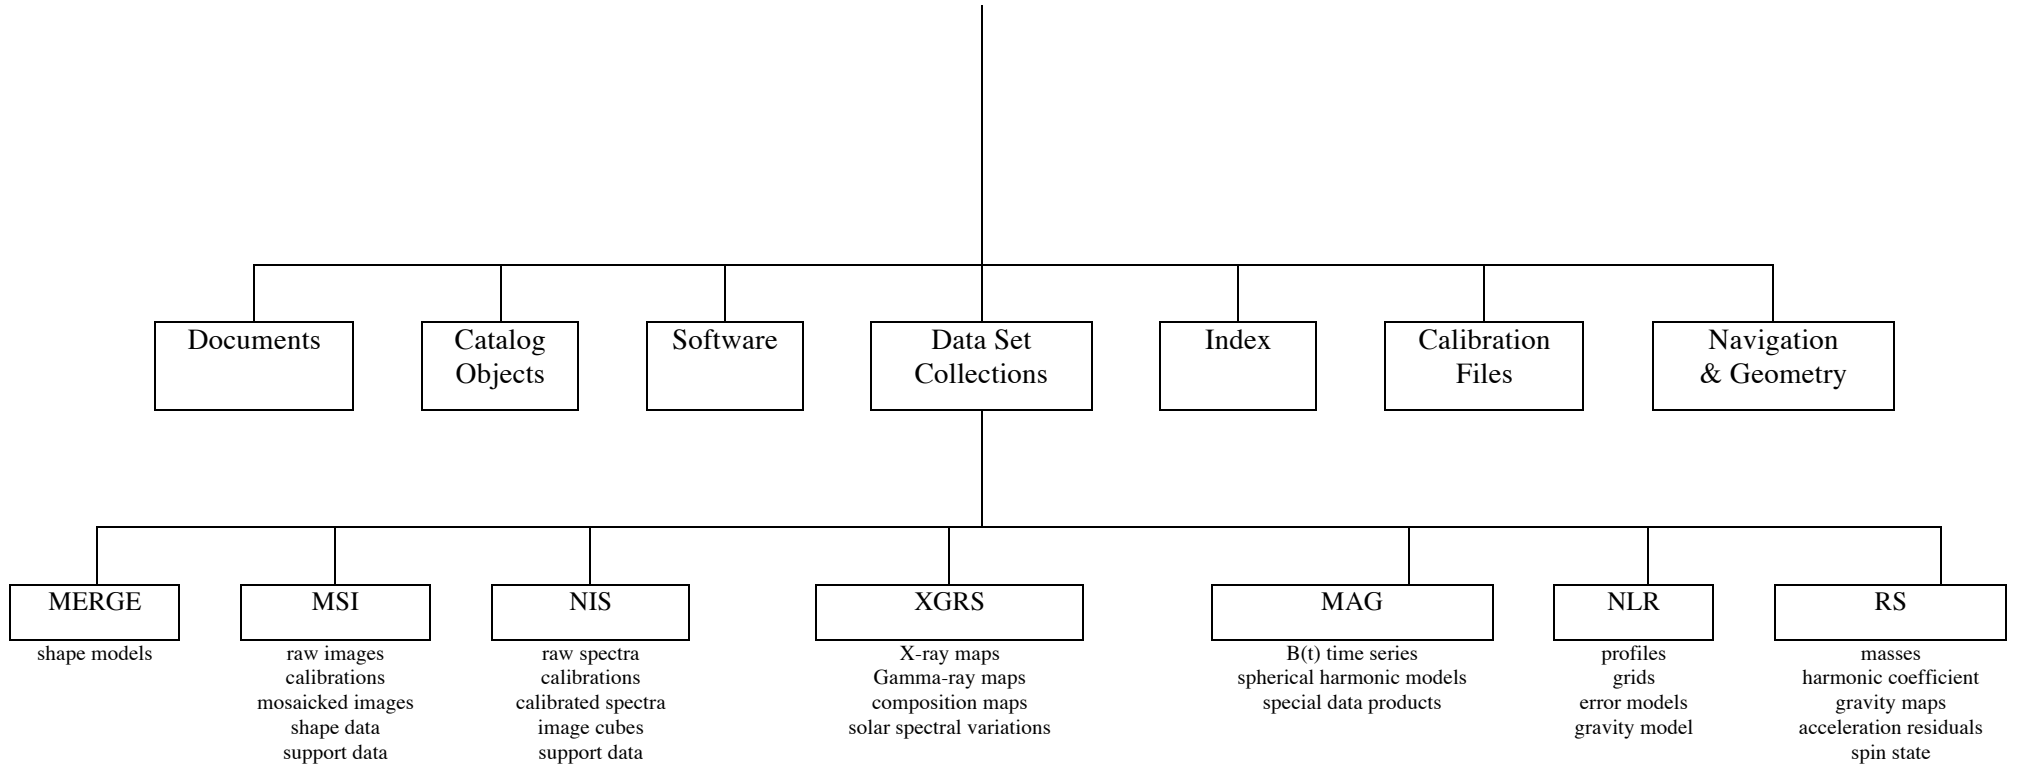 Documents
Catalog
Objects
Software
Data Set
Collections
Index
Calibration
Files
Navigation
& Geometry
MERGE
shape models
MSI
raw images
calibrations
mosaicked images
shape data
support data
NIS
raw spectra
calibrations
calibrated spectra
image cubes
support data
XGRS
X-ray maps
Gamma-ray maps
composition maps
solar spectral variations
MAG
B(t) time series
spherical harmonic models
special data products
NLR
profiles
grids
error models
gravity model
RS
masses
harmonic coefficient
gravity maps
acceleration residuals
spin state